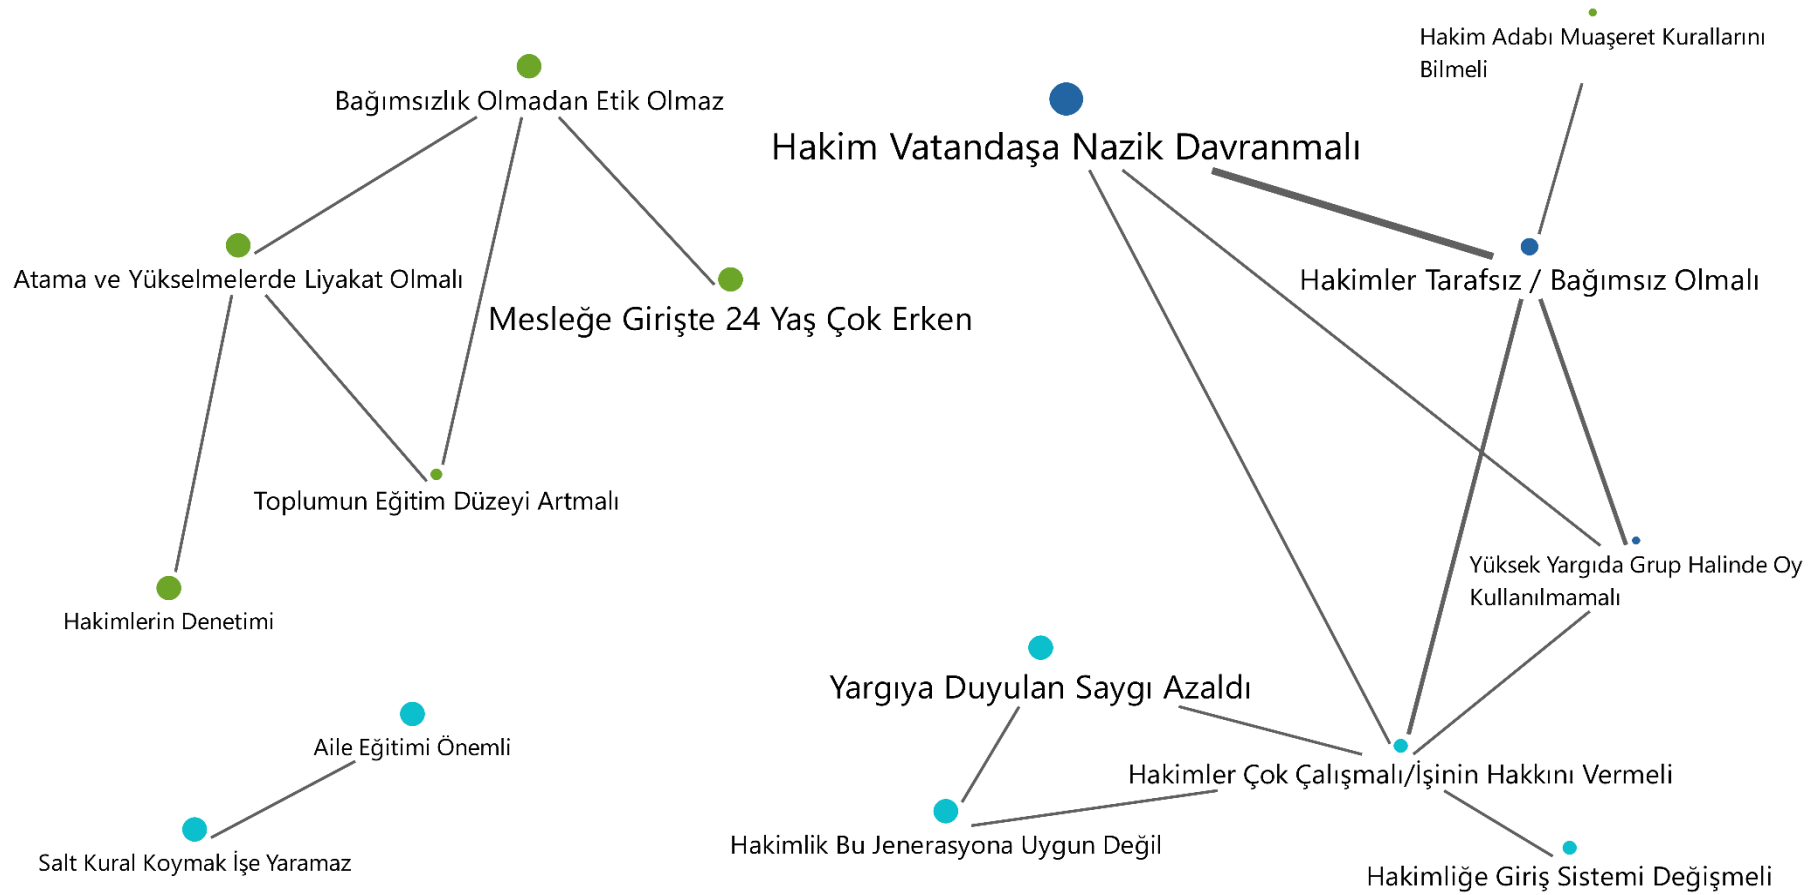 Hakim Adabı Muaşeret Kurallarını
Bilmeli
Bağımsızlık Olmadan Etik Olmaz
Hakim Vatandaşa Nazik Davranmalı
Atama ve Yükselmelerde Liyakat Olmalı
Hakimler Tarafsız / Bağımsız Olmalı
Mesleğe Girişte 24 Yaş Çok Erken
Toplumun Eğitim Düzeyi Artmalı
Yüksek Yargıda Grup Halinde Oy
Kullanılmamalı
Hakimlerin Denetimi
Yargıya Duyulan Saygı Azaldı
Aile Eğitimi Önemli
Hakimler Çok Çalışmalı/İşinin Hakkını Vermeli
Hakimlik Bu Jenerasyona Uygun Değil
Salt Kural Koymak İşe Yaramaz
Hakimliğe Giriş Sistemi Değişmeli